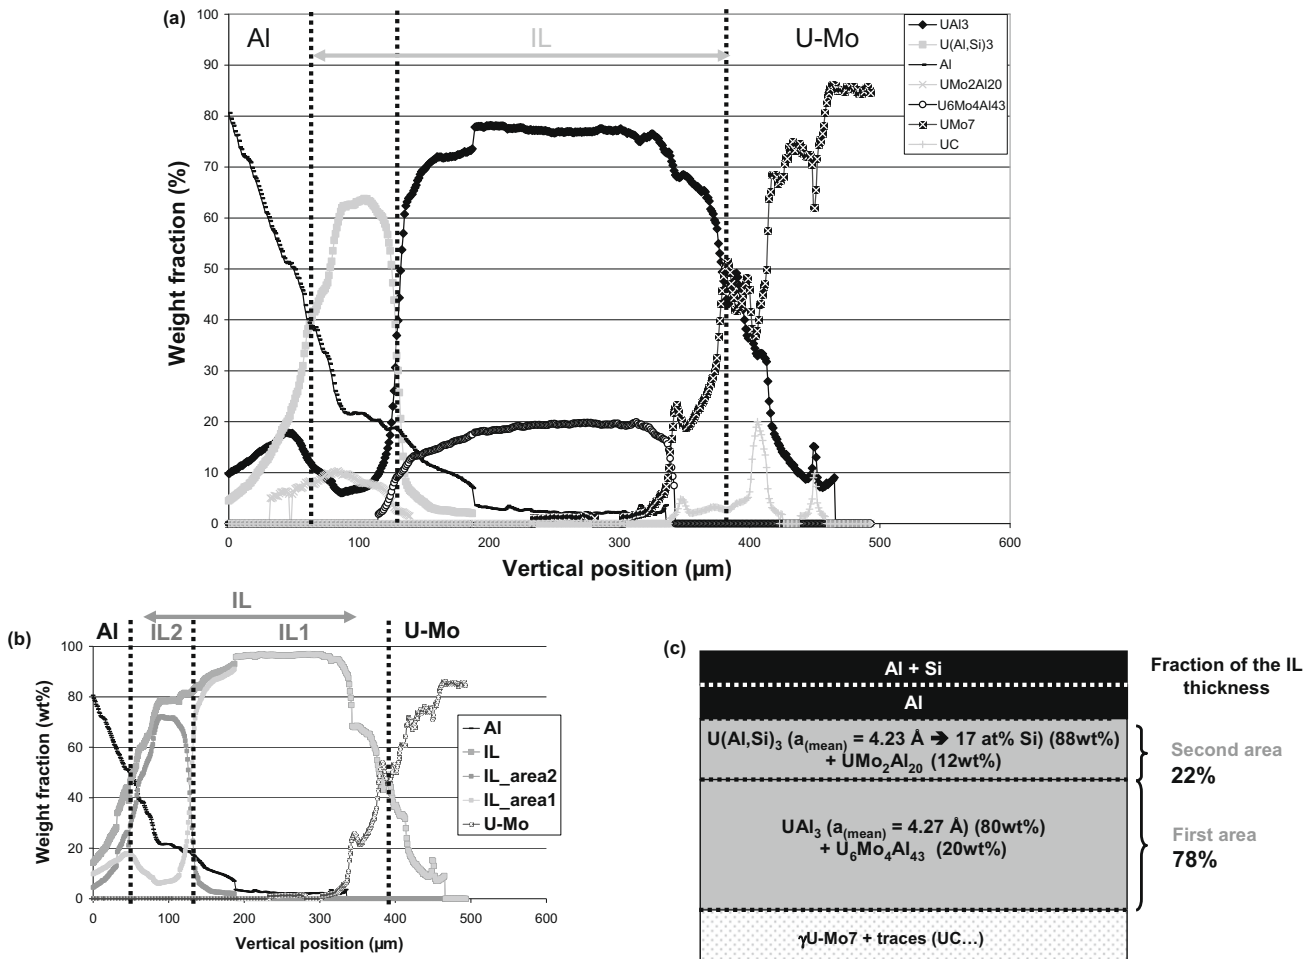 (a)
Al
IL
U-Mo
100
90
80
70
60
50
40
30
20
10
0
Weight fraction (%)
0
100
200
300
400
500
600
Vertical position (µm)
UAl3
U(Al,Si)3
Al
UMo2Al20
U6Mo4Al43
UMo7
UC
(b)
IL
Al
IL2
IL1
U-Mo
100
80
60
40
20
0
Weight fraction (wt%)
0
100
200
300
400
500
600
Vertical position (µm)
Al
IL
IL_area2
IL_area1
U-Mo
(c)
Al + Si
Al
U(Al,Si)₃ (a₍mean₎ = 4.23 Å ➔ 17 at% Si) (88wt%)
+ UMo₂Al₂₀ (12wt%)
UAl₃ (a₍mean₎ = 4.27 Å) (80wt%)
+ U₆Mo₄Al₄₃ (20wt%)
γU-Mo7 + traces (UC...)
Fraction of the IL
thickness
Second area
22%
First area
78%